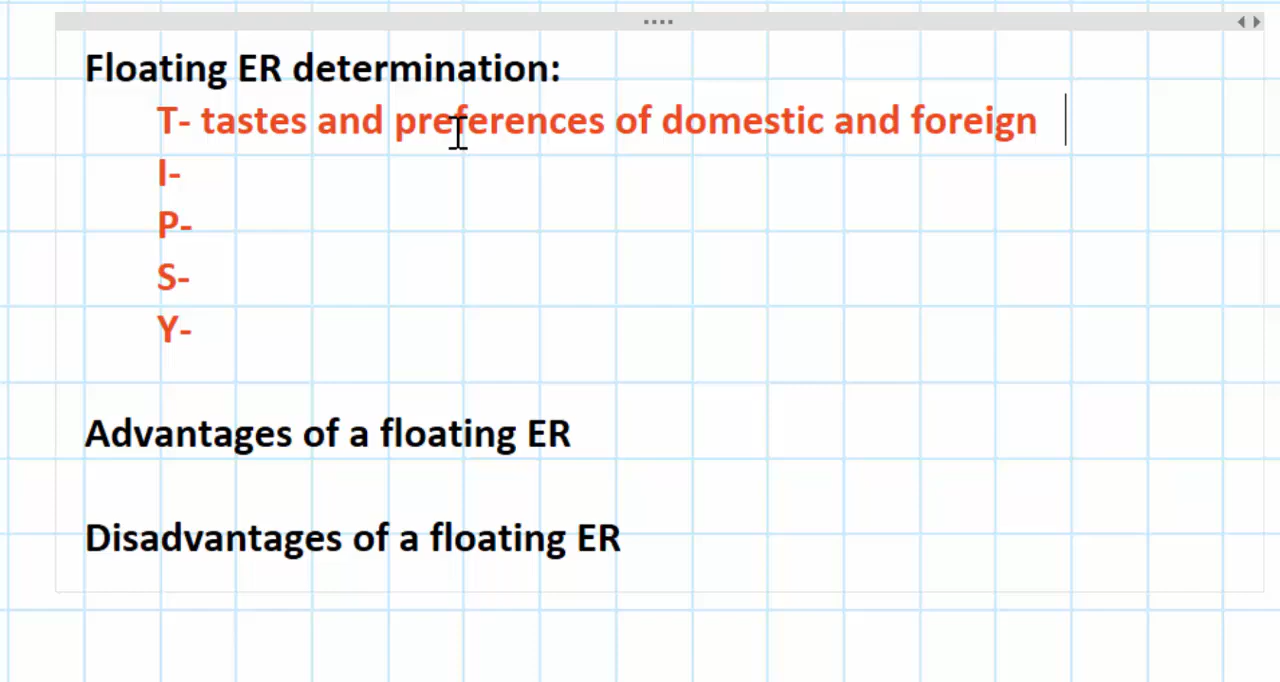 Floating ER determination:
T- tastes and preferences of domestic and foreign
I-
P-
S-
Y-
Advantages of a floating ER
Disadvantages of a floating ER